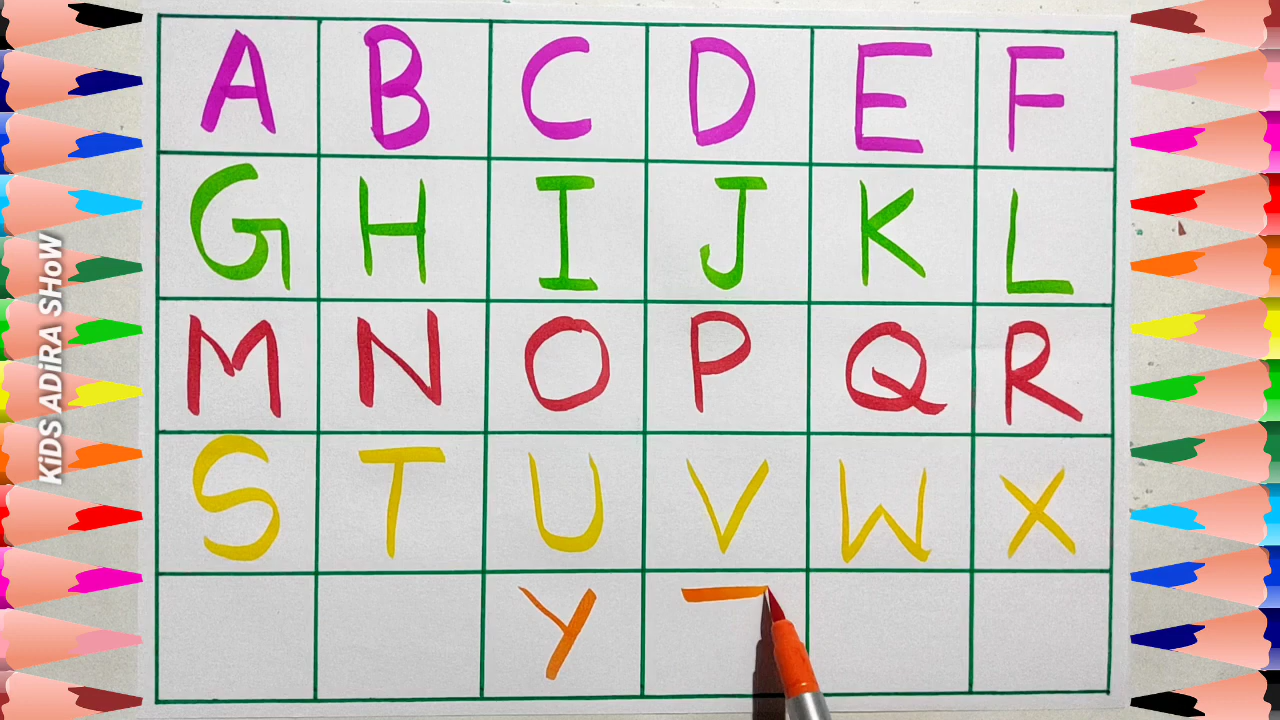 A B C D E F
G H I J K L
M N O P Q R
S T U V W X
Y
KiDS ADiRA SHoW